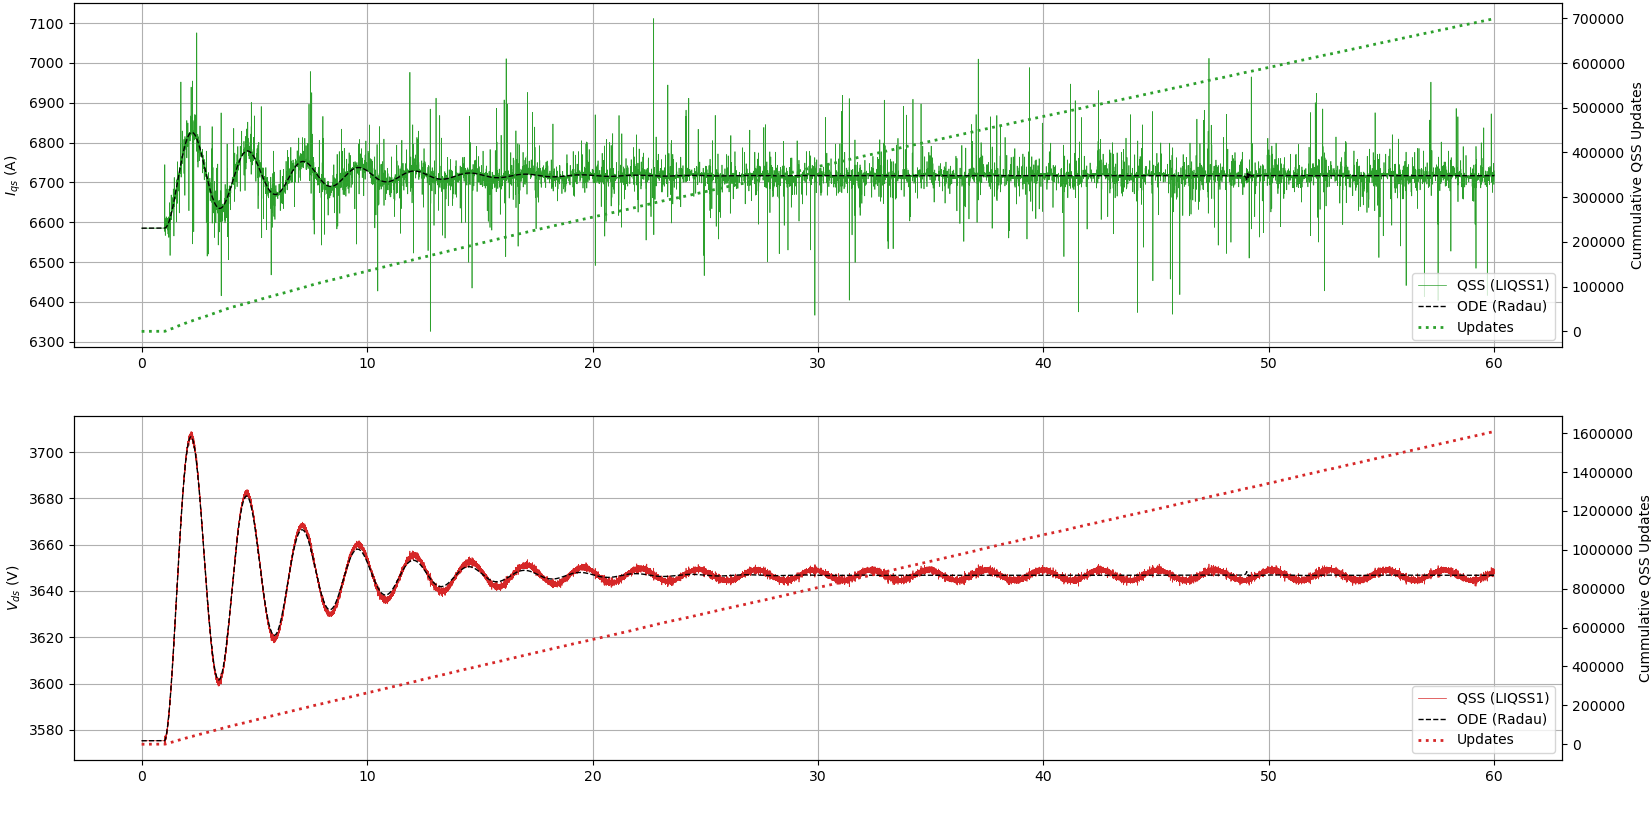 7100
7000
6900
6800
6700
6600
6500
6400
6300
I_qs (A)
700000
600000
500000
400000
300000
200000
100000
0
Cummulative QSS Updates
QSS (LIQSS1)
ODE (Radau)
Updates
0 10 20 30 40 50 60
3700
3680
3660
3640
3620
3600
3580
V_ds (V)
1600000
1400000
1200000
1000000
800000
600000
400000
200000
0
Cummulative QSS Updates
QSS (LIQSS1)
ODE (Radau)
Updates
0 10 20 30 40 50 60